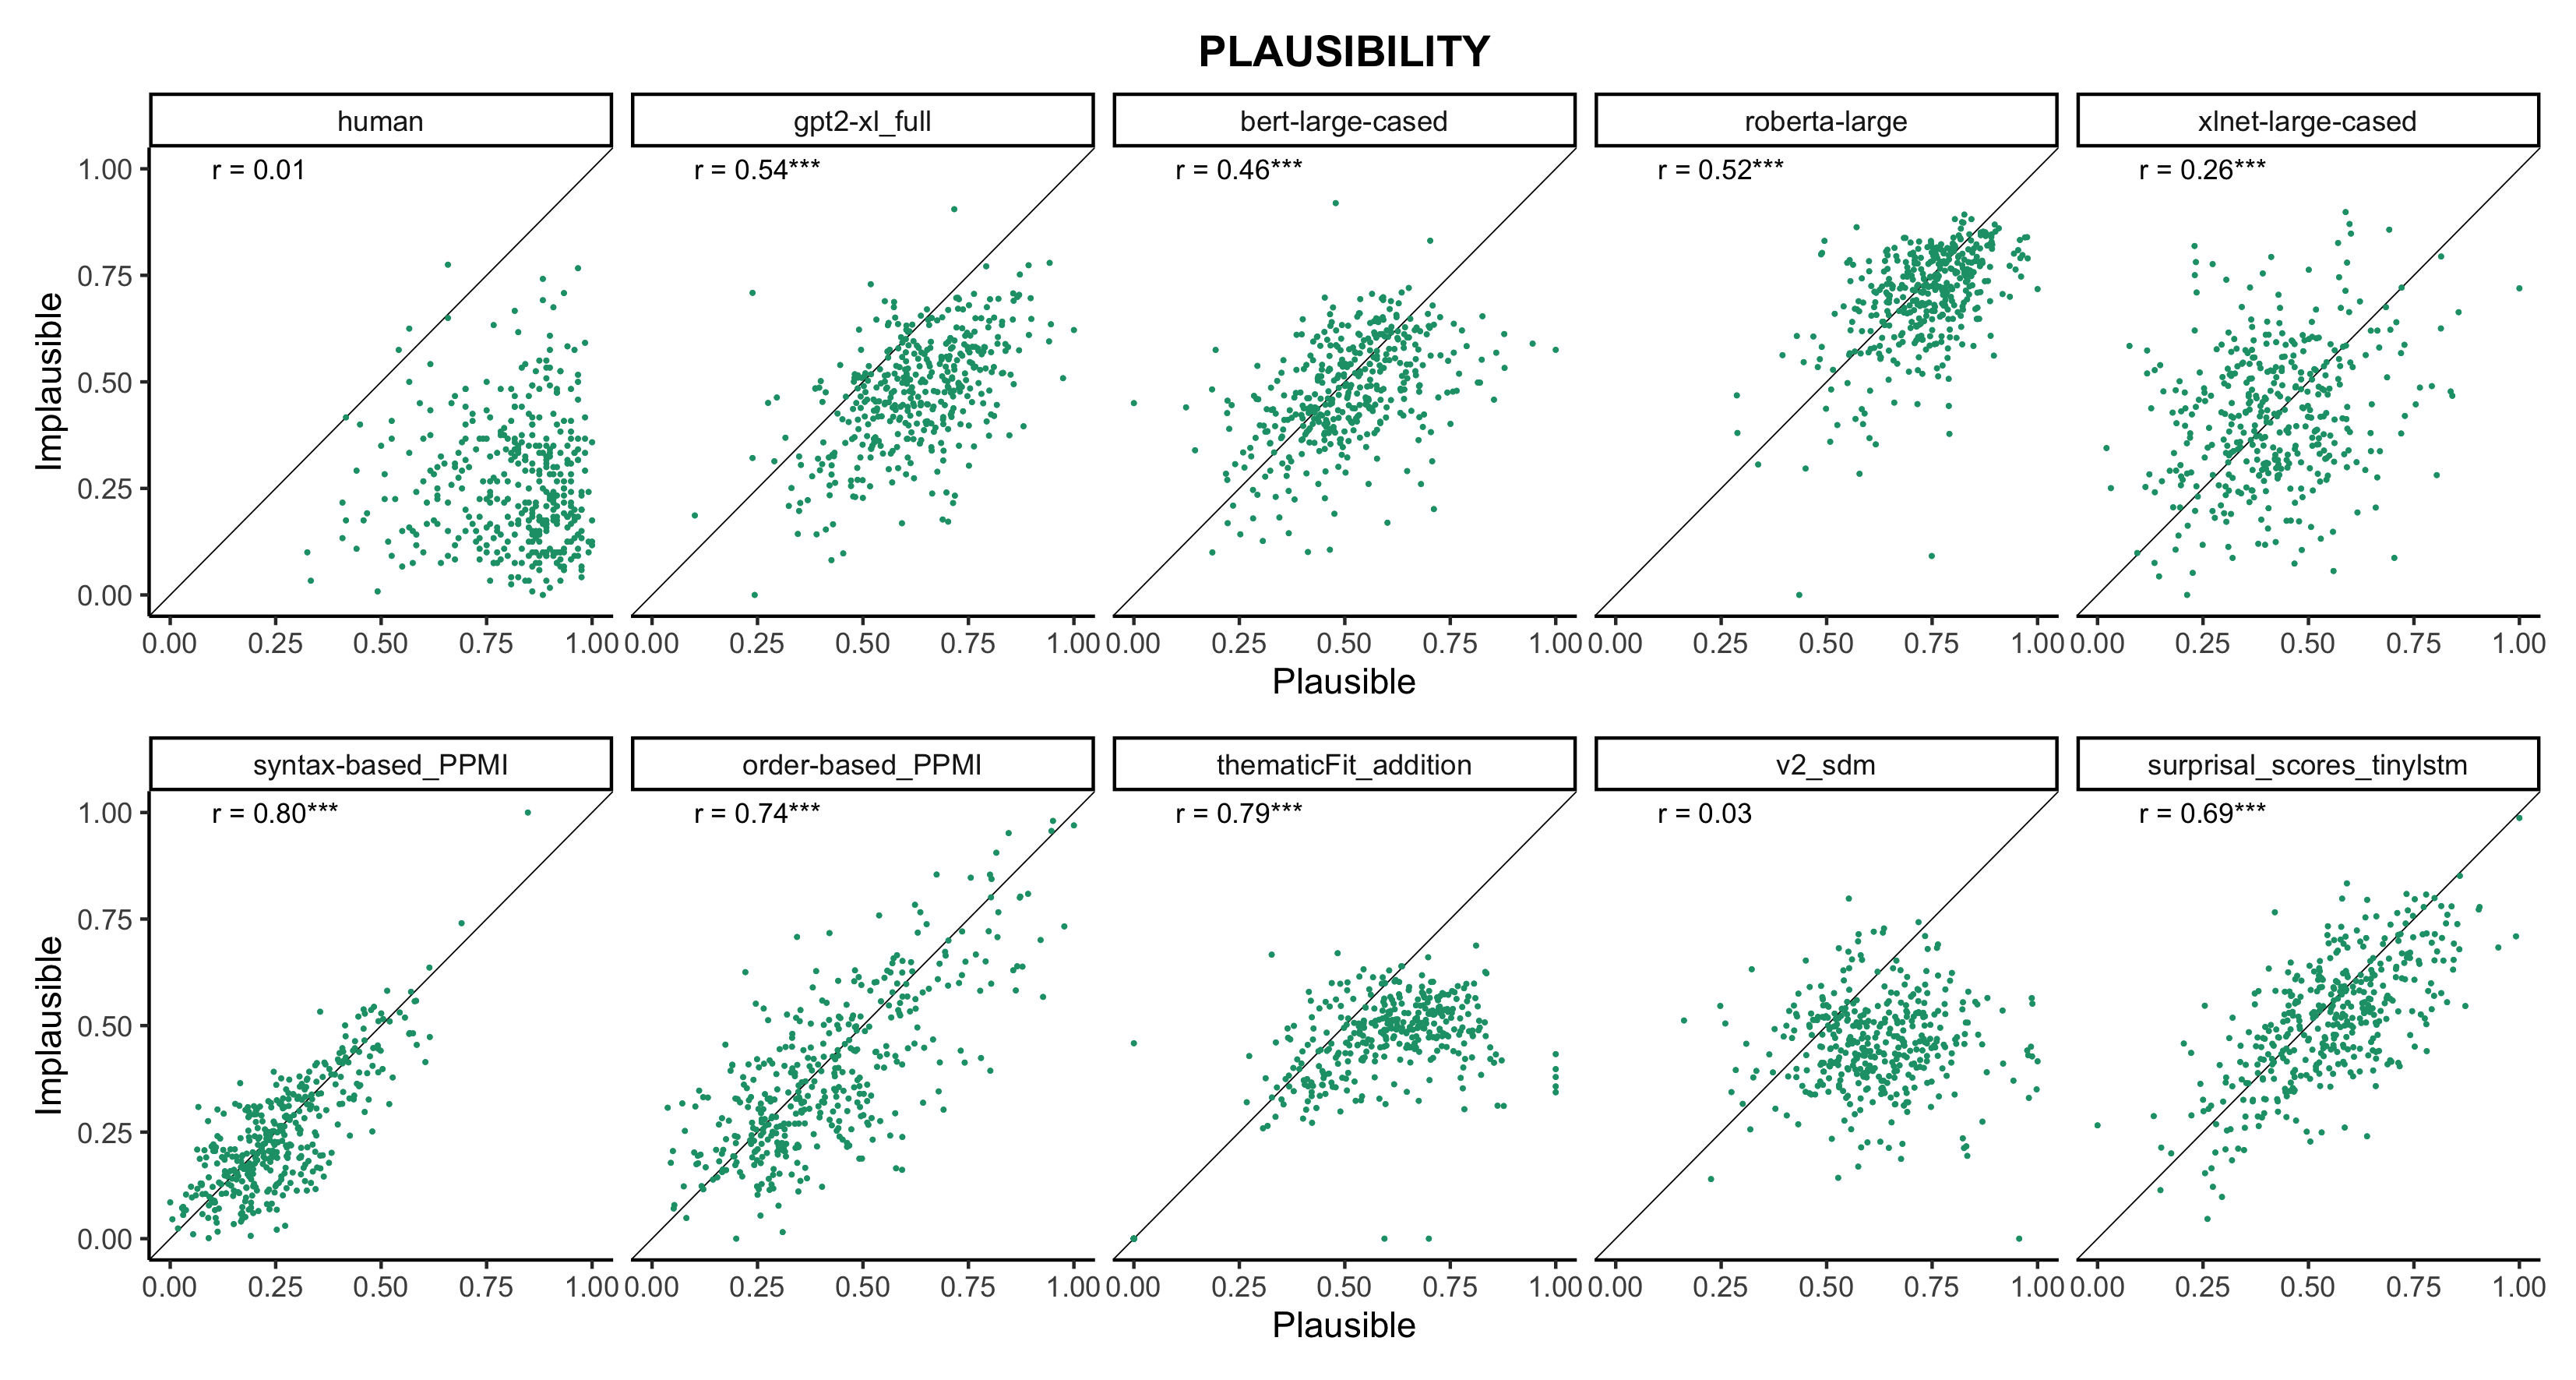 PLAUSIBILITY
human gpt2-xl_full bert-large-cased roberta-large xlnet-large-cased
r = 0.01 r = 0.54*** r = 0.46*** r = 0.52*** r = 0.26***
1.00
0.75
0.50
0.25
0.00
Implausible
0.00 0.25 0.50 0.75 1.00 0.00 0.25 0.50 0.75 1.00 0.00 0.25 0.50 0.75 1.00 0.00 0.25 0.50 0.75 1.00 0.00 0.25 0.50 0.75 1.00
Plausible
syntax-based_PPMI order-based_PPMI thematicFit_addition v2_sdm surprisal_scores_tinylstm
r = 0.80*** r = 0.74*** r = 0.79*** r = 0.03 r = 0.69***
1.00
0.75
0.50
0.25
0.00
Implausible
0.00 0.25 0.50 0.75 1.00 0.00 0.25 0.50 0.75 1.00 0.00 0.25 0.50 0.75 1.00 0.00 0.25 0.50 0.75 1.00 0.00 0.25 0.50 0.75 1.00
Plausible